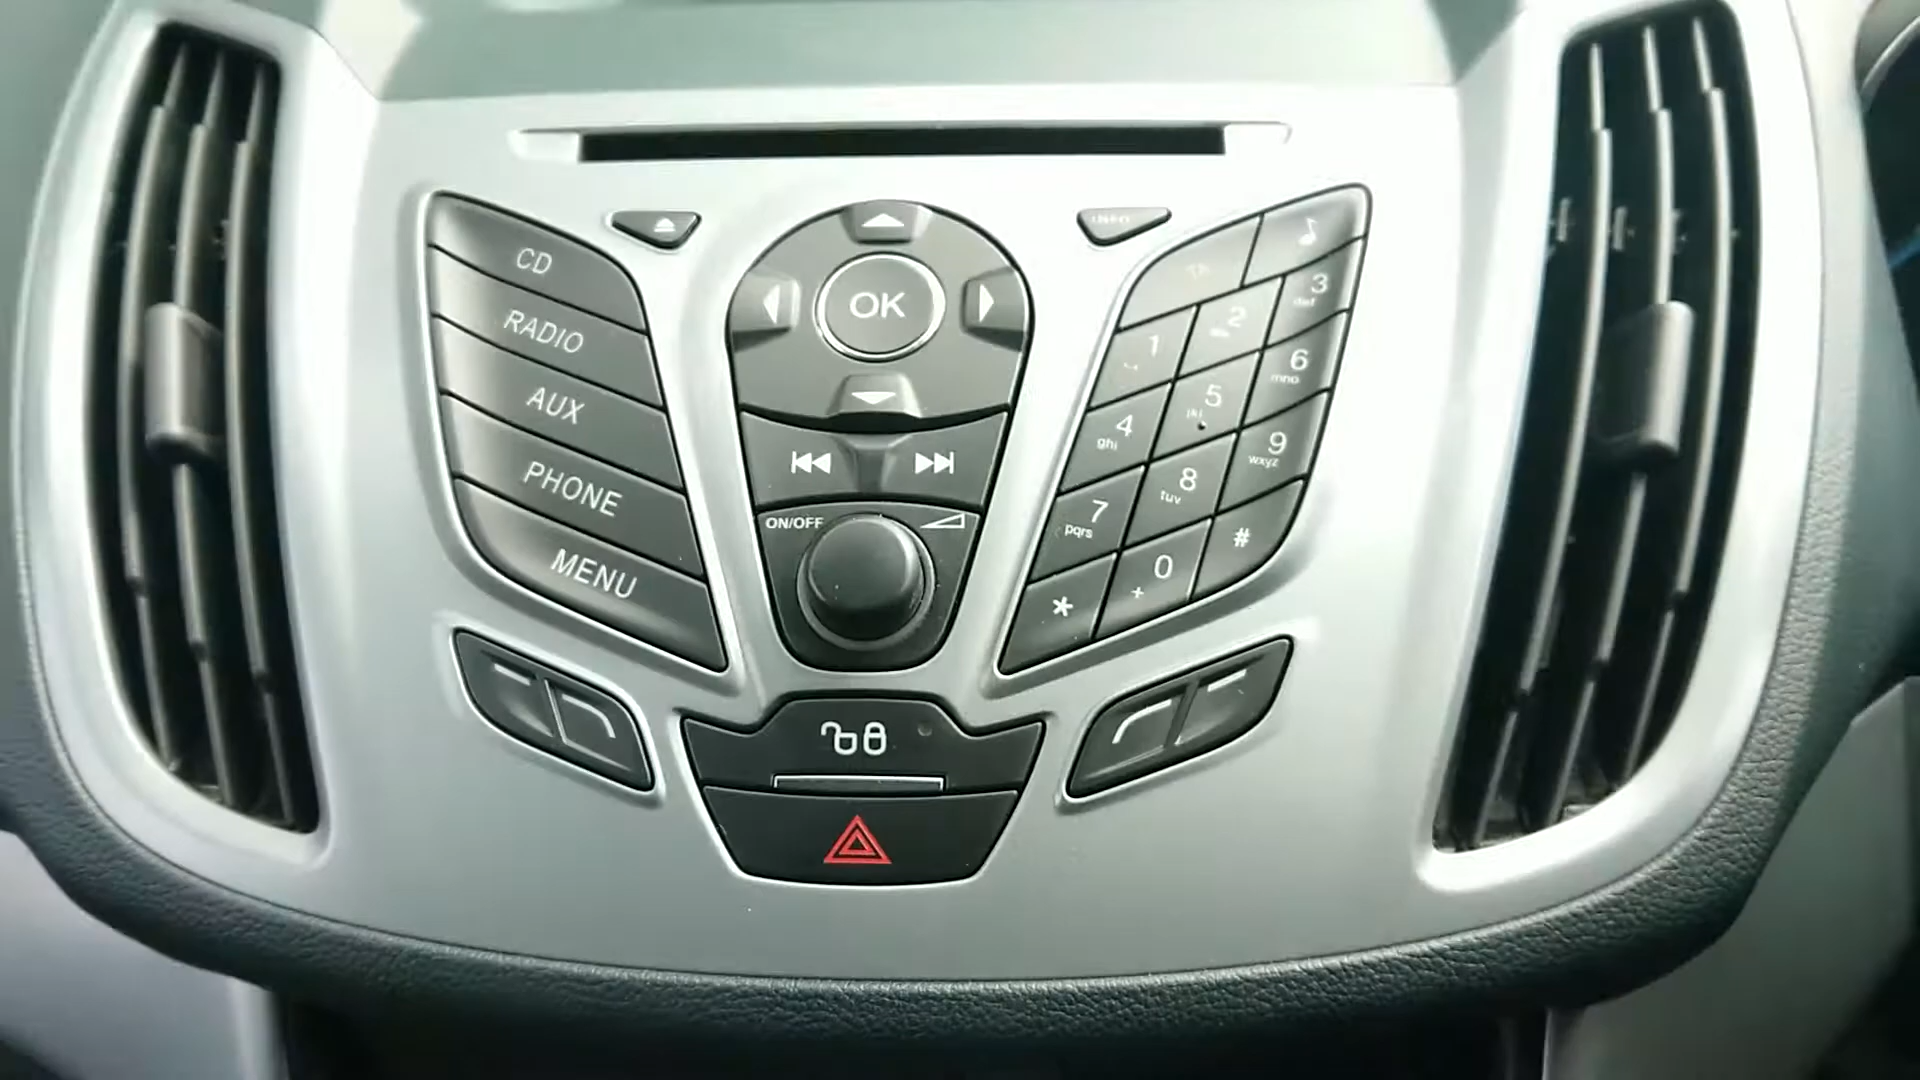 INFO
CD
RADIO
AUX
PHONE
MENU
OK
ON/OFF
1
2
3
def
4
ghi
5
jkl
6
mno
7
pqrs
8
tuv
9
wxyz
*
0
+
#